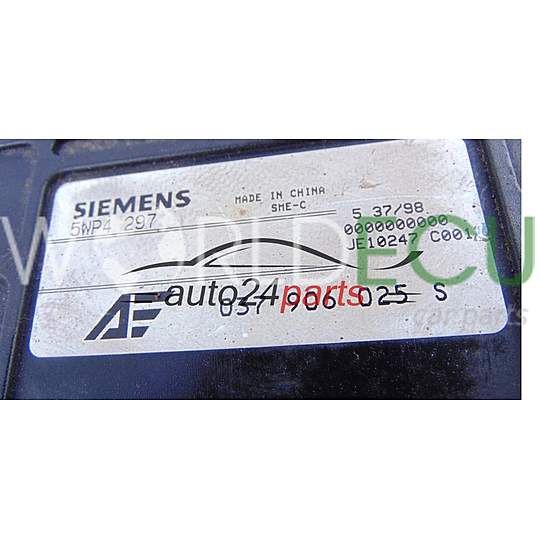 SIEMENS
5WP4 297
MADE IN CHINA
SME-C
5 37/98
0000000000
JE10247
WORLDECU
car parts
auto24parts
037 906 025 S